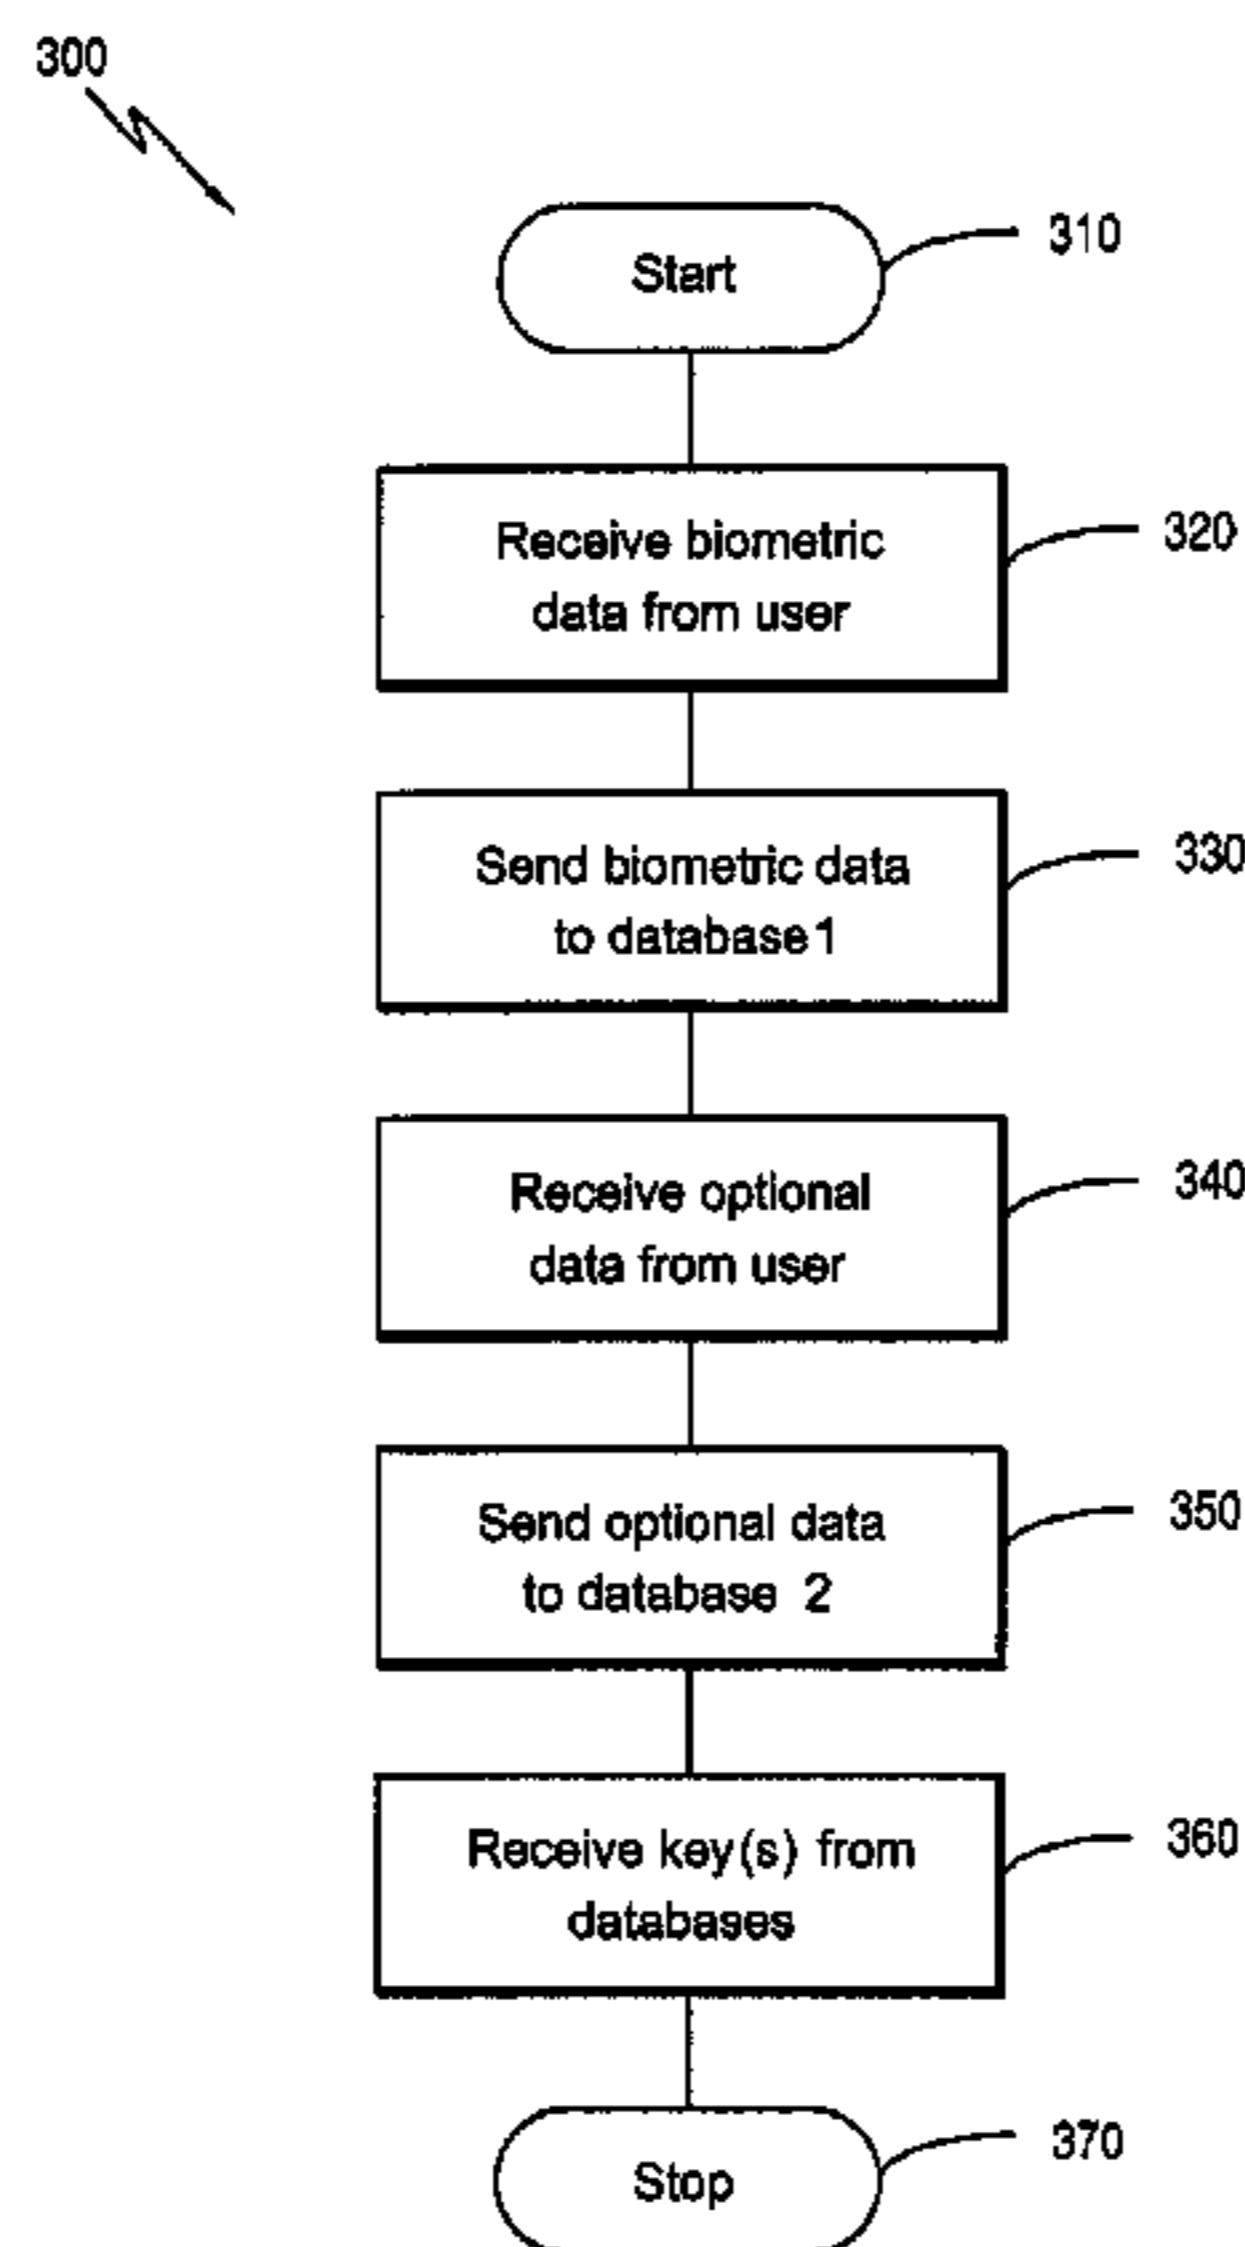 300
Start
310
Receive biometric
data from user
320
Send biometric data
to database 1
330
Receive optional
data from user
340
Send optional data
to database 2
350
Receive key(s) from
databases
360
Stop
370